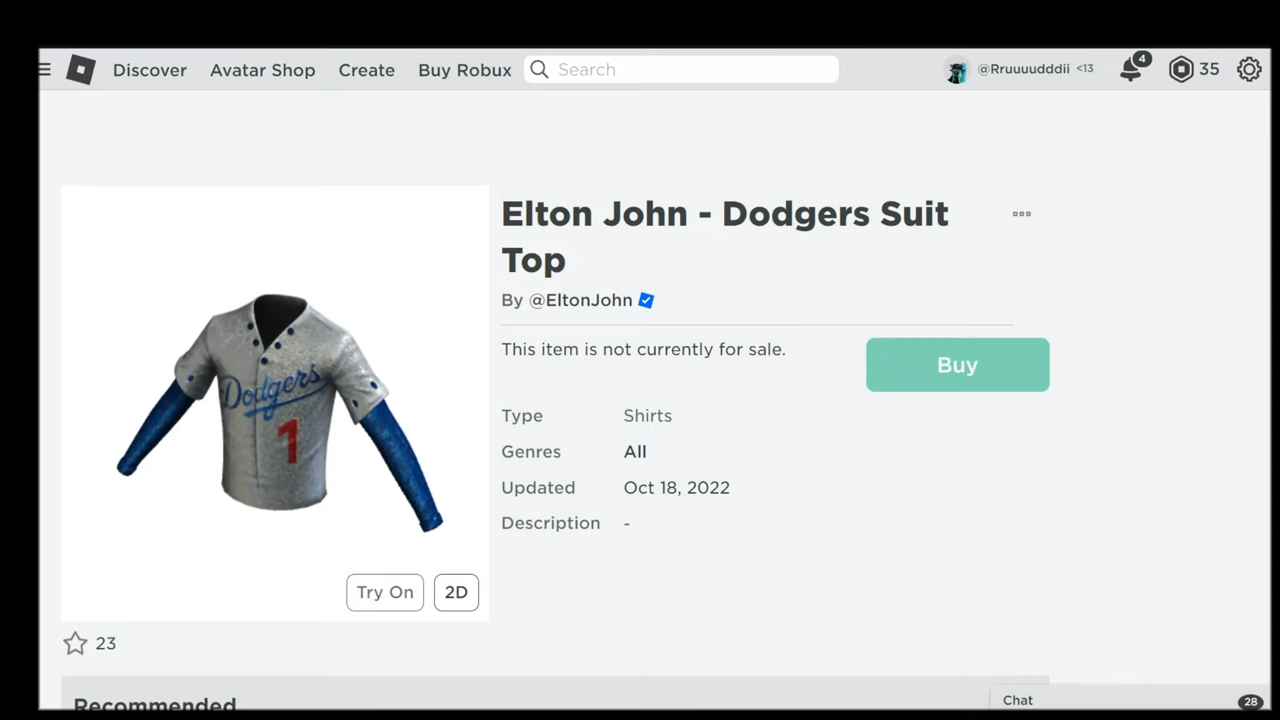 Discover Avatar Shop Create Buy Robux Search @Rruuuudddii <13 4 35
Elton John - Dodgers Suit
Top
By @EltonJohn
This item is not currently for sale.
Buy
Type Shirts
Genres All
Updated Oct 18, 2022
Description -
Dodgers
1
Try On 2D
23
Recommended
Chat 28